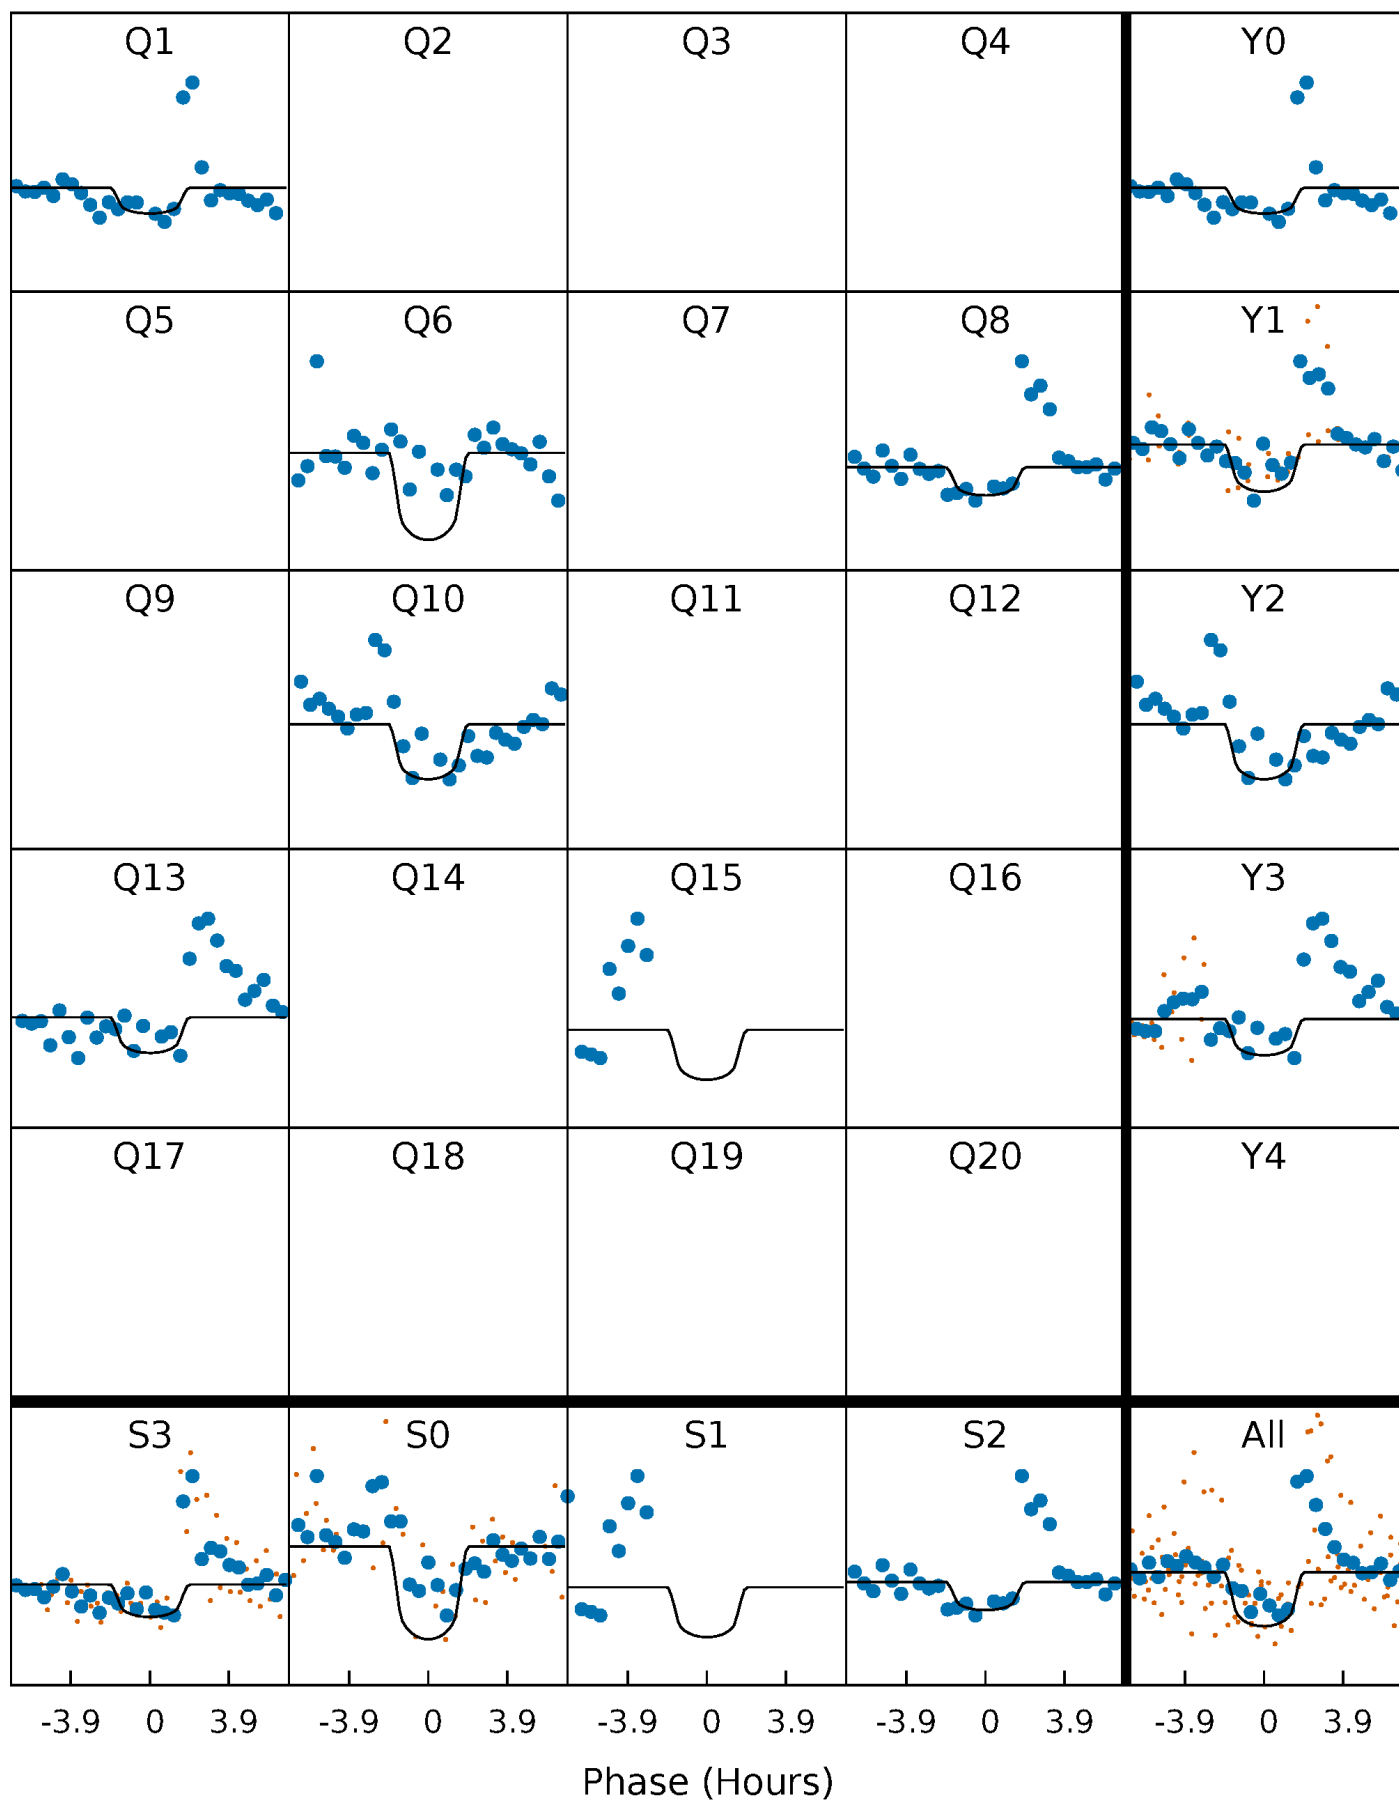 Q1 Q2 Q3 Q4 Y0
Q5 Q6 Q7 Q8 Y1
Q9 Q10 Q11 Q12 Y2
Q13 Q14 Q15 Q16 Y3
Q17 Q18 Q19 Q20 Y4
S3 S0 S1 S2 All
-3.9 0 3.9 -3.9 0 3.9 -3.9 0 3.9 -3.9 0 3.9 -3.9 0 3.9
Phase (Hours)